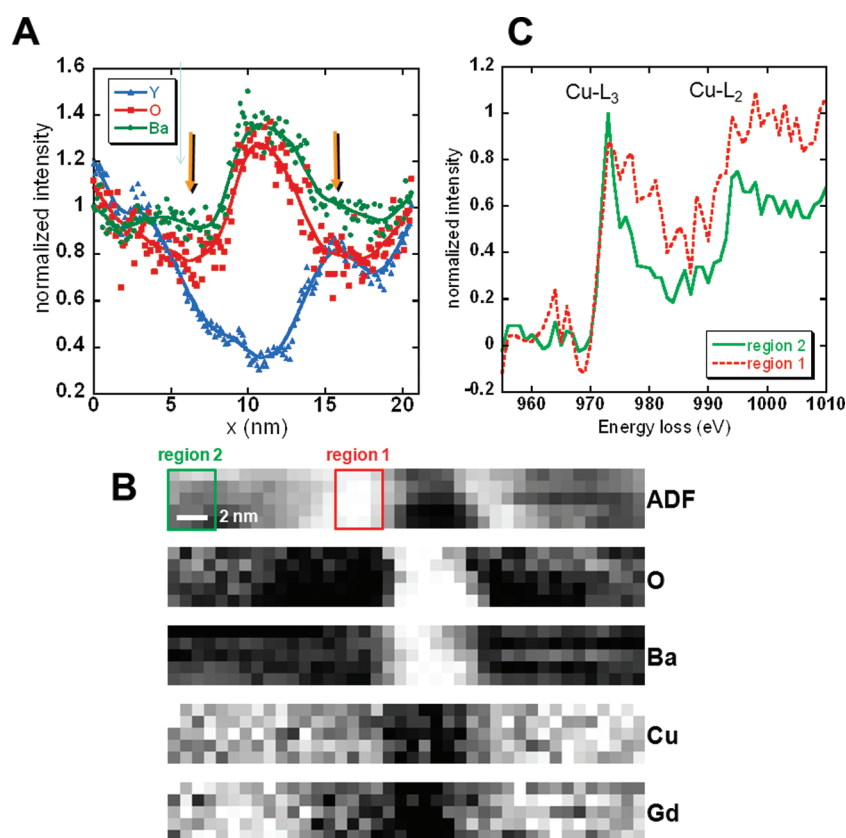 A
1.6
1.4
1.2
1
0.8
0.6
0.4
0.2
normalized intensity
Y
O
Ba
0
5
10
15
20
x (nm)
C
1.2
1
0.8
0.6
0.4
0.2
0
-0.2
normalized intensity
Cu-L3
Cu-L2
region 2
region 1
960
970
980
990
1000
1010
Energy loss (eV)
B
region 2
region 1
2 nm
ADF
O
Ba
Cu
Gd